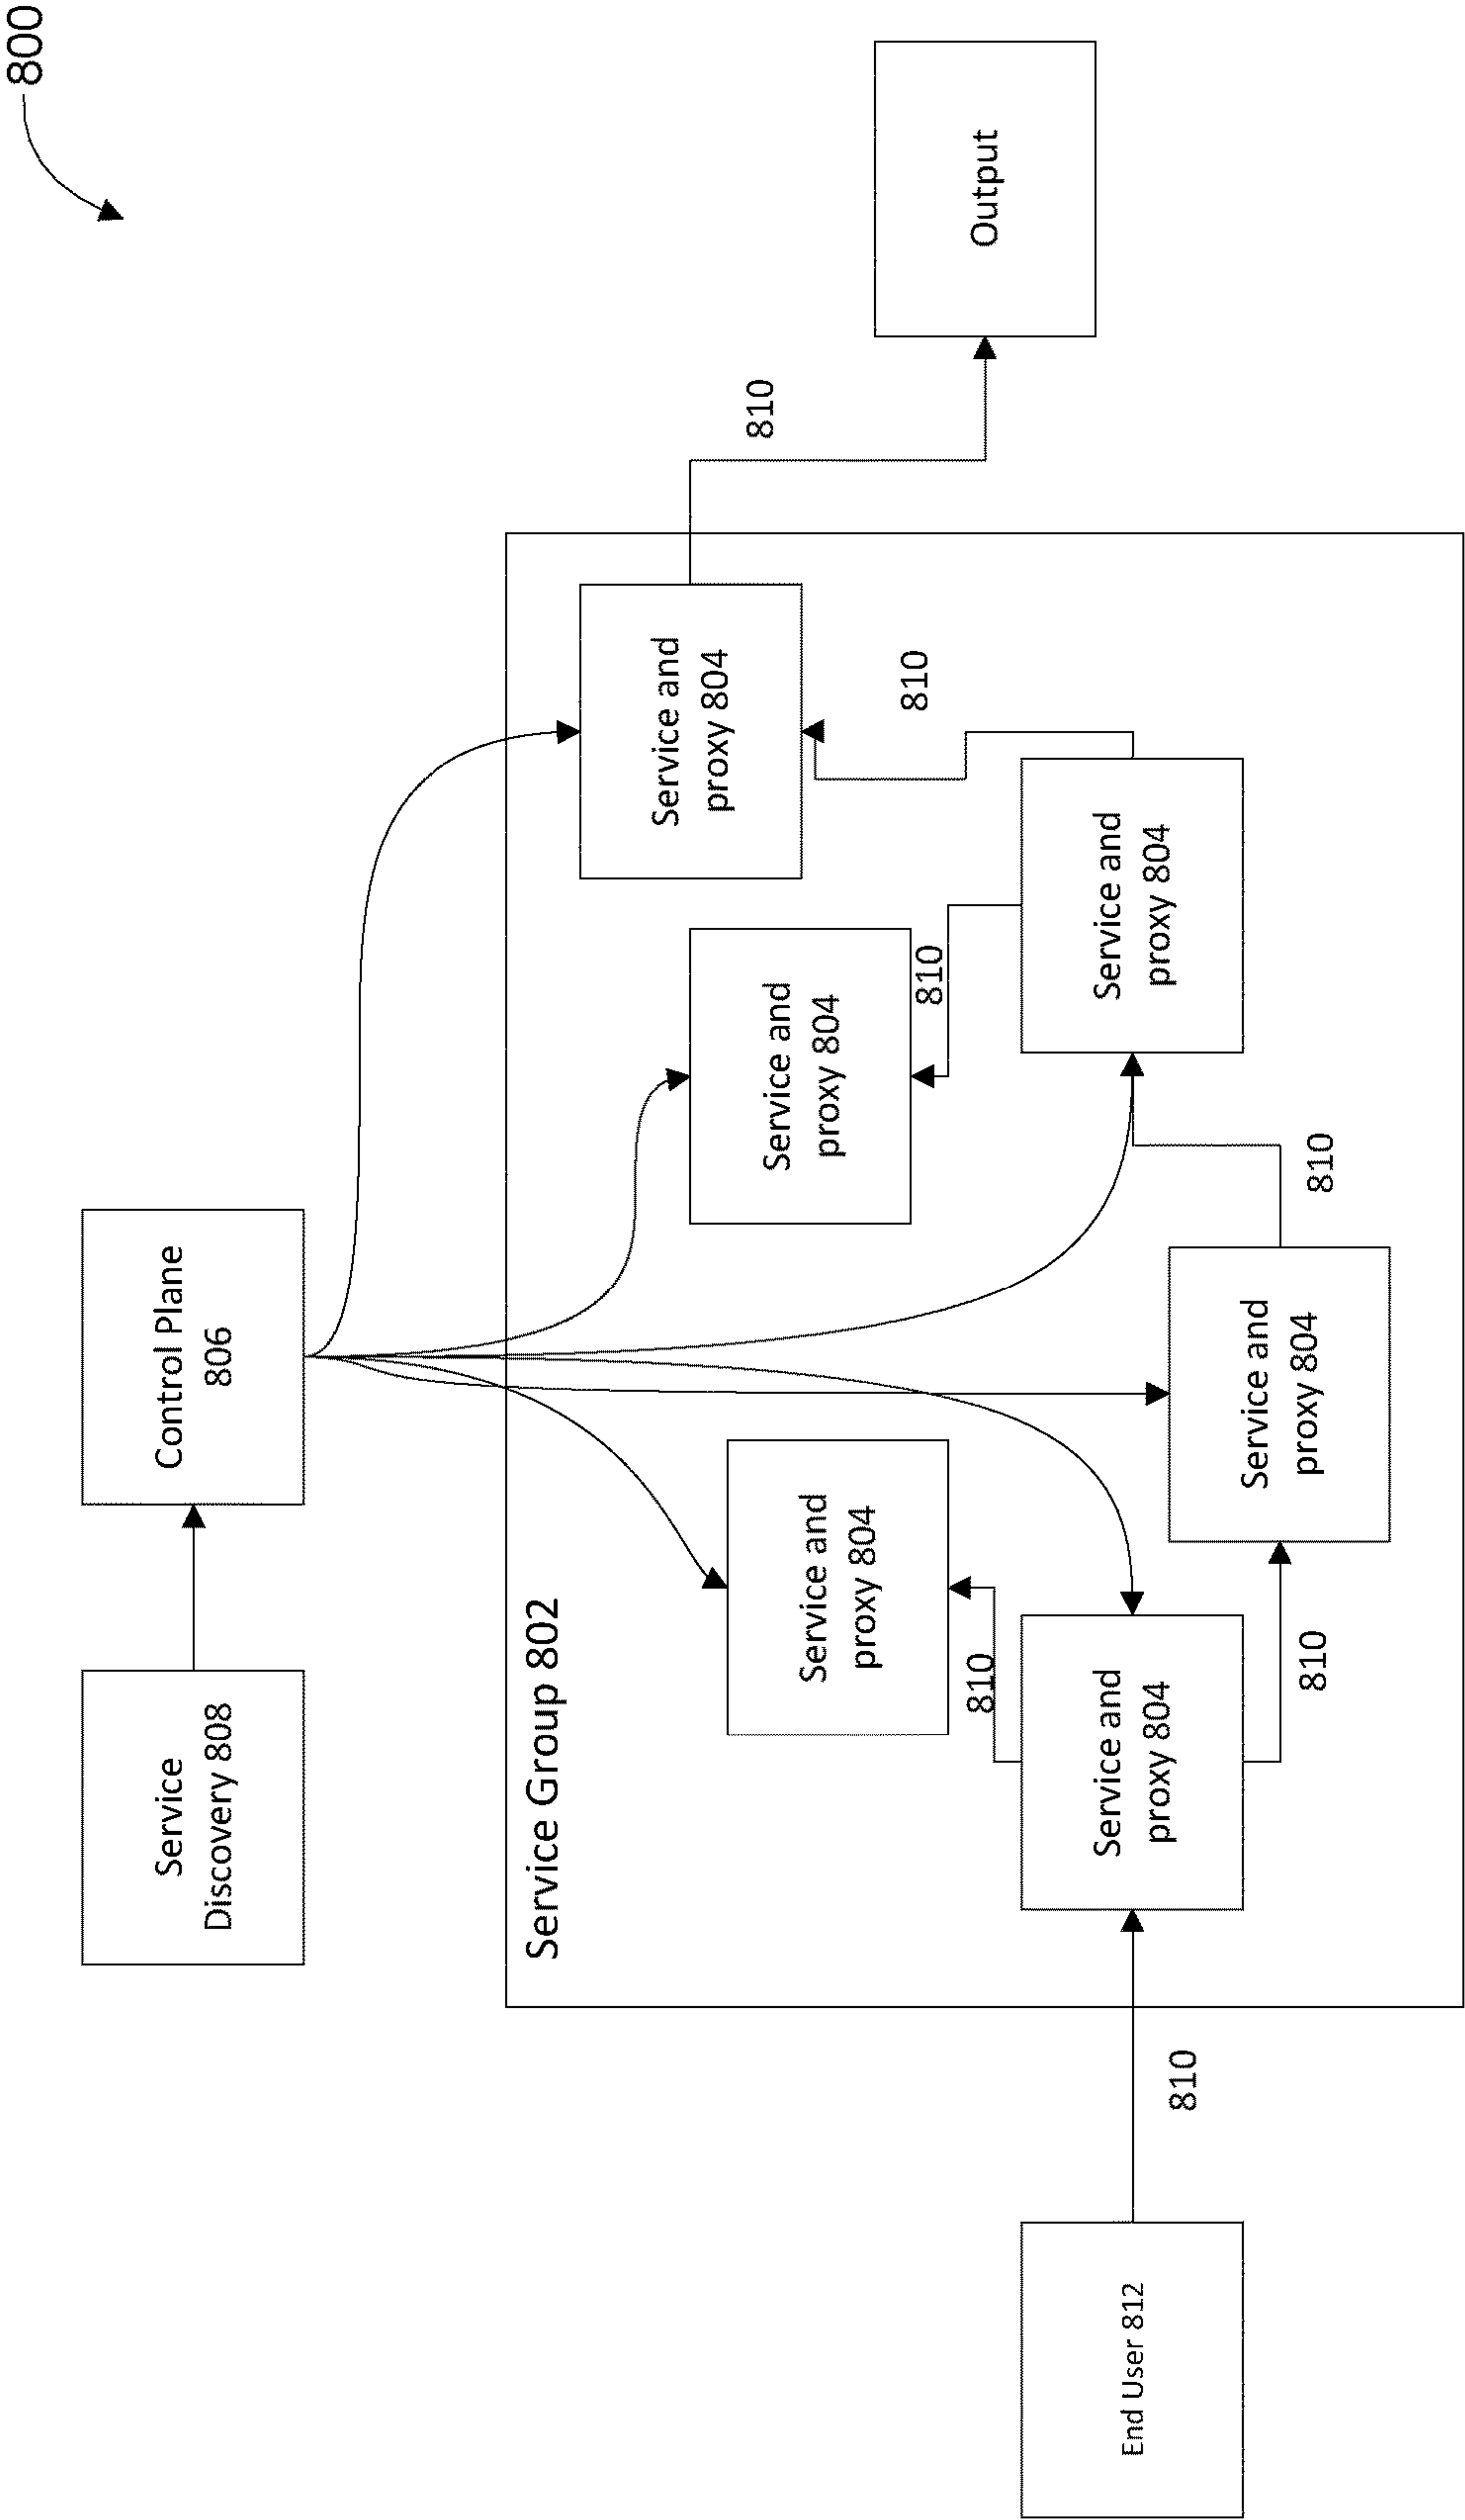 800
Service
Discovery 808
Control Plane
806
Service Group 802
Service and
proxy 804
810
Service and
proxy 804
Service and
proxy 804
810
Output
Service and
proxy 804
810
810
Service and
proxy 804
810
Service and
proxy 804
810
810
End User 812
810